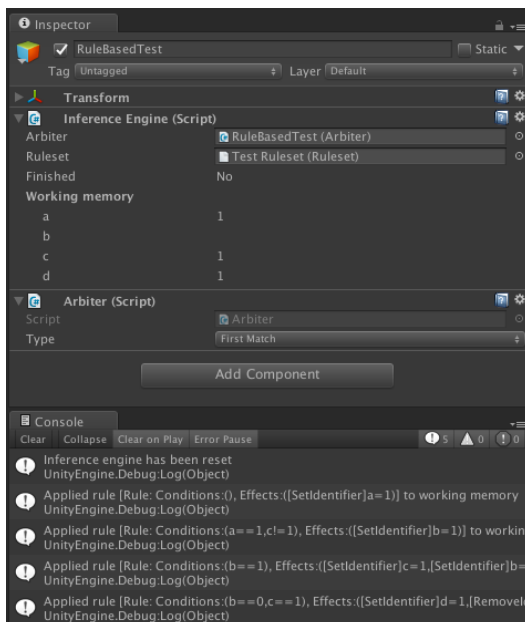 Inspector
RuleBasedTest Static
Tag Untagged Layer Default
Transform
Inference Engine (Script)
Arbiter RuleBasedTest (Arbiter)
Ruleset Test Ruleset (Ruleset)
Finished No
Working memory
a 1
b
c 1
d 1
Arbiter (Script)
Script Arbiter
Type First Match
Add Component
Console
Clear Collapse Clear on Play Error Pause 5 0 0
Inference engine has been reset
UnityEngine.Debug:Log(Object)
Applied rule [Rule: Conditions:(), Effects:([SetIdentifier]a=1)] to working memory
UnityEngine.Debug:Log(Object)
Applied rule [Rule: Conditions:(a==1,c!=1), Effects:([SetIdentifier]b=1)] to workin
UnityEngine.Debug:Log(Object)
Applied rule [Rule: Conditions:(b==1), Effects:([SetIdentifier]c=1,[SetIdentifier]b=
UnityEngine.Debug:Log(Object)
Applied rule [Rule: Conditions:(b==0,c==1), Effects:([SetIdentifier]d=1,[RemoveId
UnityEngine.Debug:Log(Object)